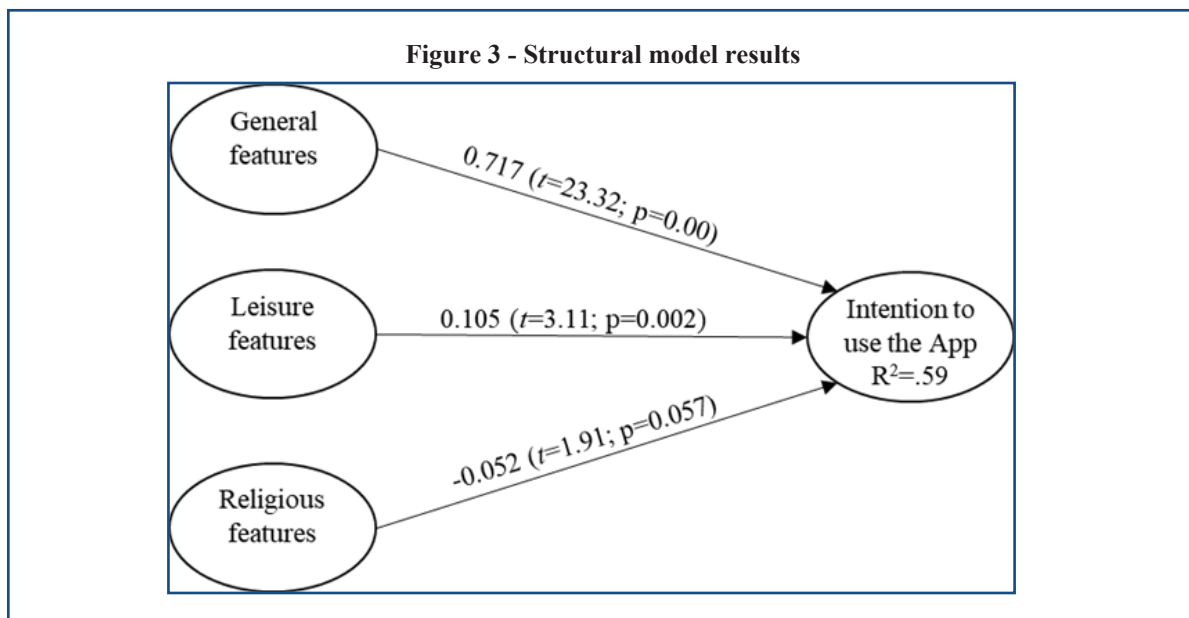 Figure 3 - Structural model results
General
features
0.717 (t=23.32; p=0.00)
Leisure
features
0.105 (t=3.11; p=0.002)
Intention to
use the App
R²=.59
-0.052 (t=1.91; p=0.057)
Religious
features